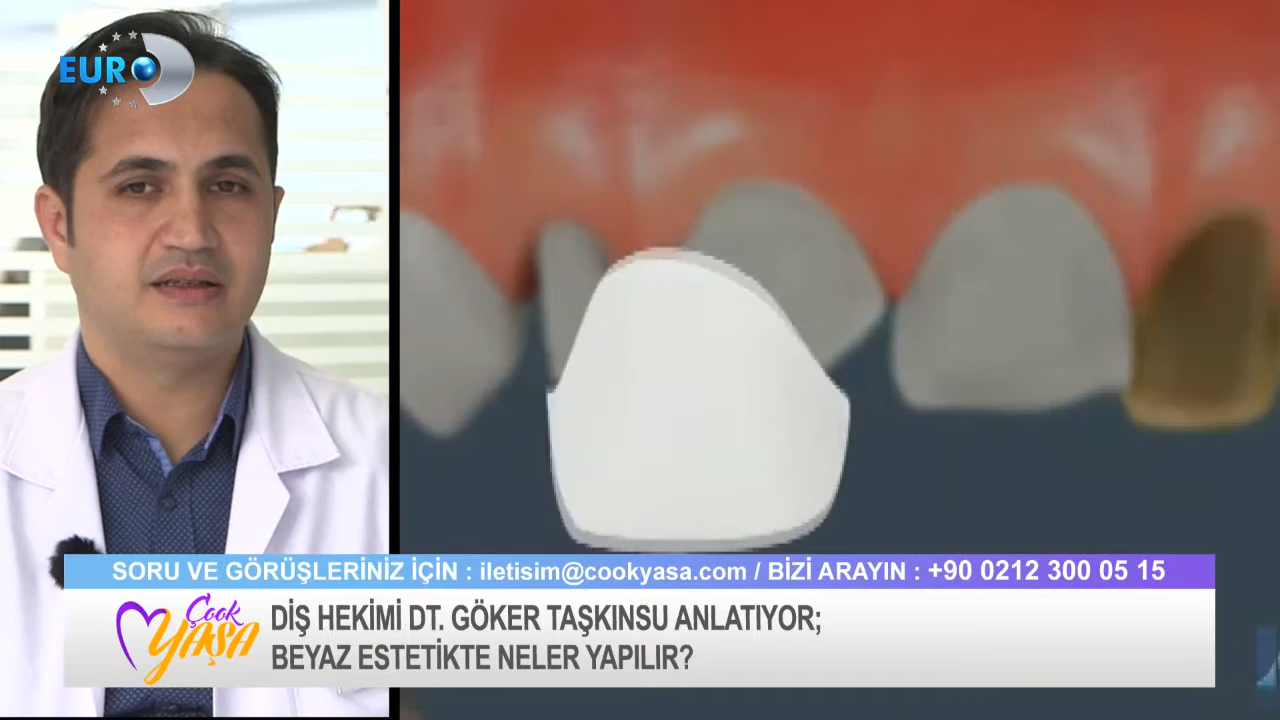 EURO D
SORU VE GÖRÜŞLERİNİZ İÇİN : iletisim@cookyasa.com / BİZİ ARAYIN : +90 0212 300 05 15
Çook
YAŞA
DİŞ HEKİMİ DT. GÖKER TAŞKINSU ANLATIYOR;
BEYAZ ESTETİKTE NELER YAPILIR?